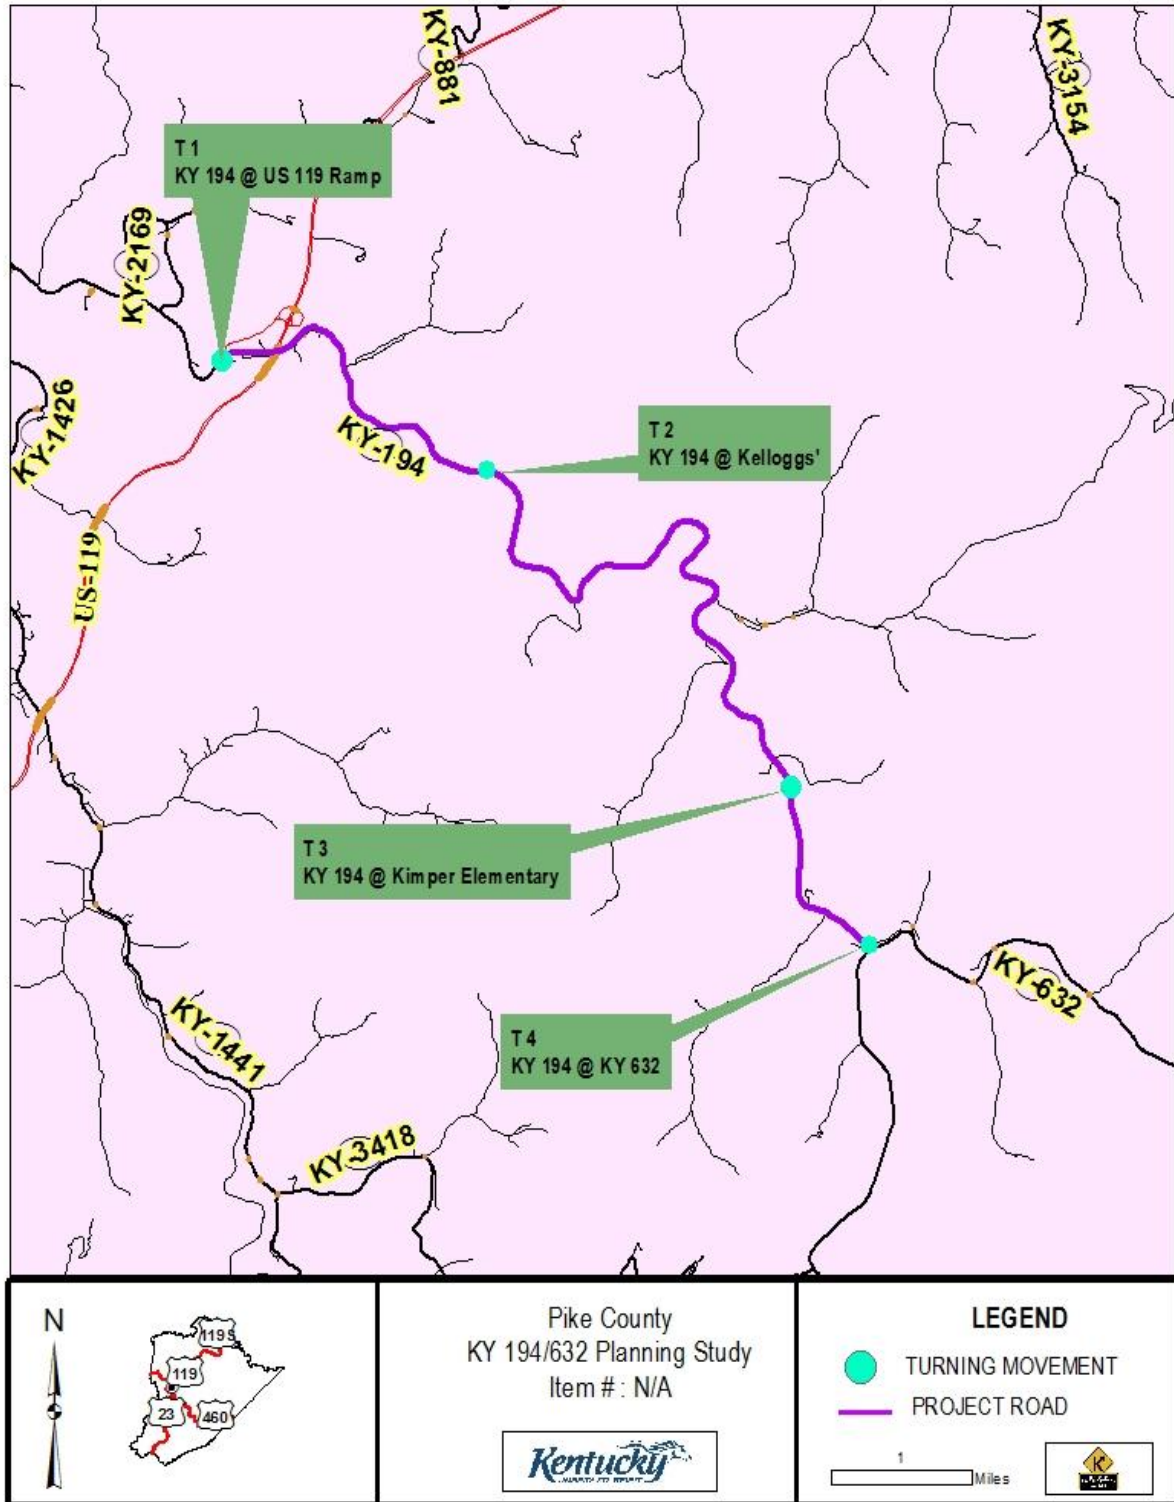 KY-881
KY-3154
T 1
KY 194 @ US 119 Ramp
KY-2169
KY-1426
KY-194
T 2
KY 194 @ Kelloggs'
US-119
T 3
KY 194 @ Kimper Elementary
KY-632
T 4
KY 194 @ KY 632
KY-1441
KY-3418
N
119S
119
23
460
Pike County
KY 194/632 Planning Study
Item # : N/A
Kentucky
LEGEND
TURNING MOVEMENT
PROJECT ROAD
1
Miles